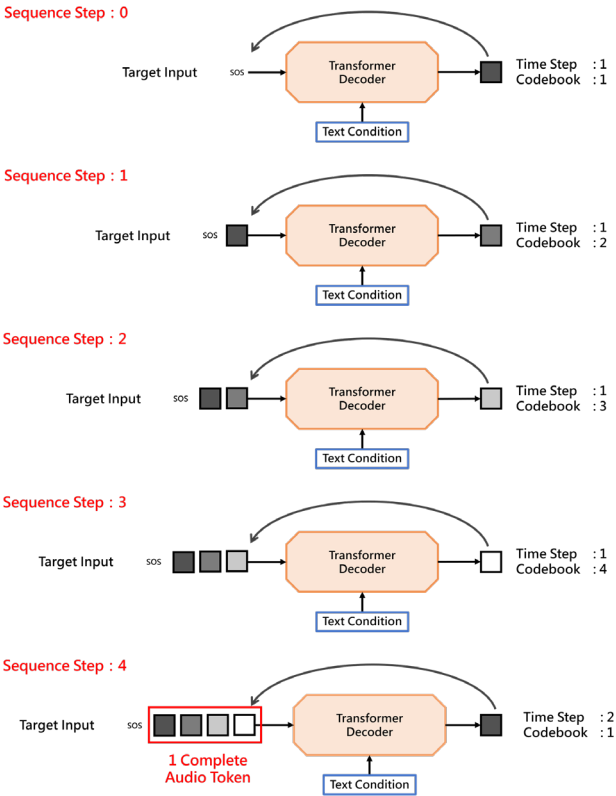 Sequence Step : 0
Target Input
SOS
Transformer
Decoder
Time Step : 1
Codebook : 1
Text Condition
Sequence Step : 1
Target Input
SOS
Transformer
Decoder
Time Step : 1
Codebook : 2
Text Condition
Sequence Step : 2
Target Input
SOS
Transformer
Decoder
Time Step : 1
Codebook : 3
Text Condition
Sequence Step : 3
Target Input
SOS
Transformer
Decoder
Time Step : 1
Codebook : 4
Text Condition
Sequence Step : 4
Target Input
SOS
Transformer
Decoder
Time Step : 2
Codebook : 1
1 Complete
Audio Token
Text Condition